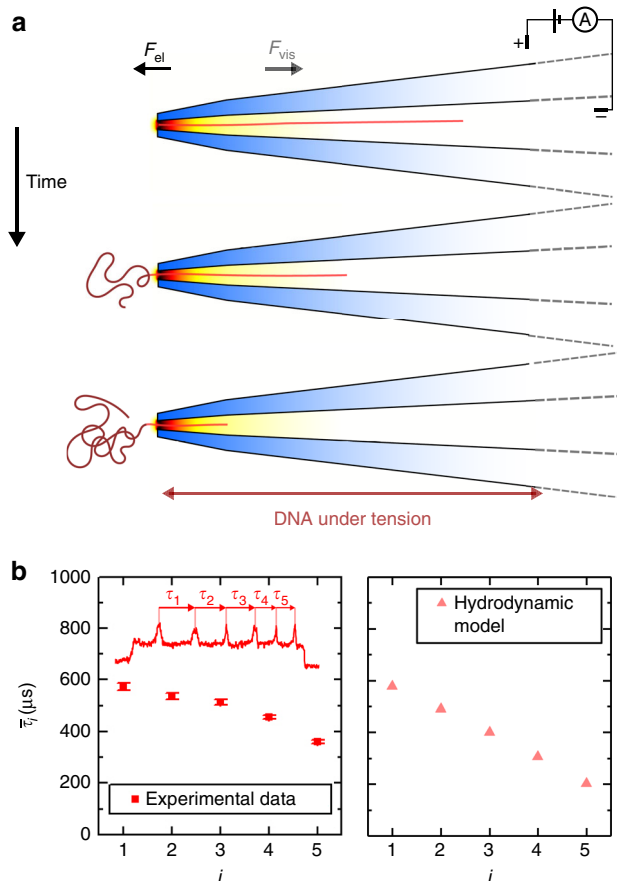 a
F_el
F_vis
A
+
−
Time
DNA under tension
b
1000
800
600
400
200
0
τ̄_i (μs)
τ_1 τ_2 τ_3 τ_4 τ_5
Experimental data
1 2 3 4 5
i
Hydrodynamic
model
1 2 3 4 5
i